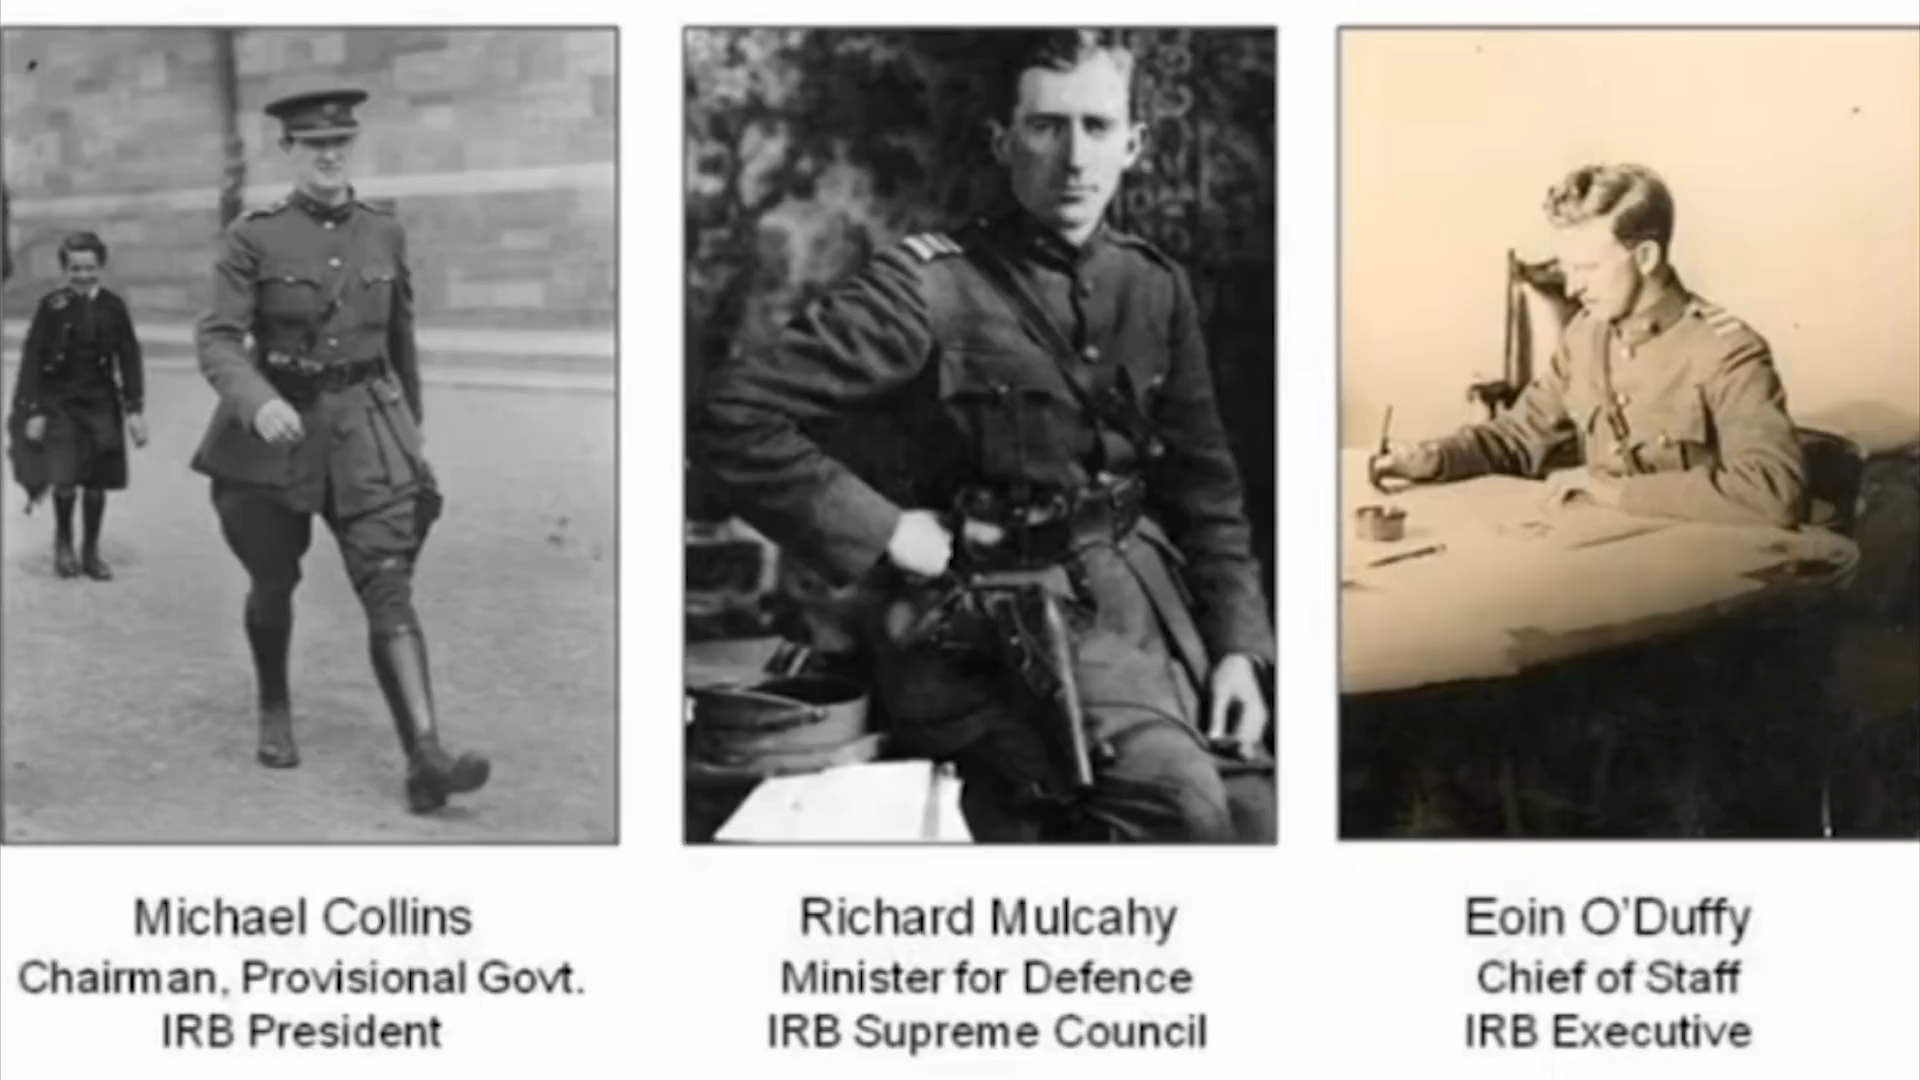 Michael Collins
Chairman, Provisional Govt.
IRB President
Richard Mulcahy
Minister for Defence
IRB Supreme Council
Eoin O'Duffy
Chief of Staff
IRB Executive